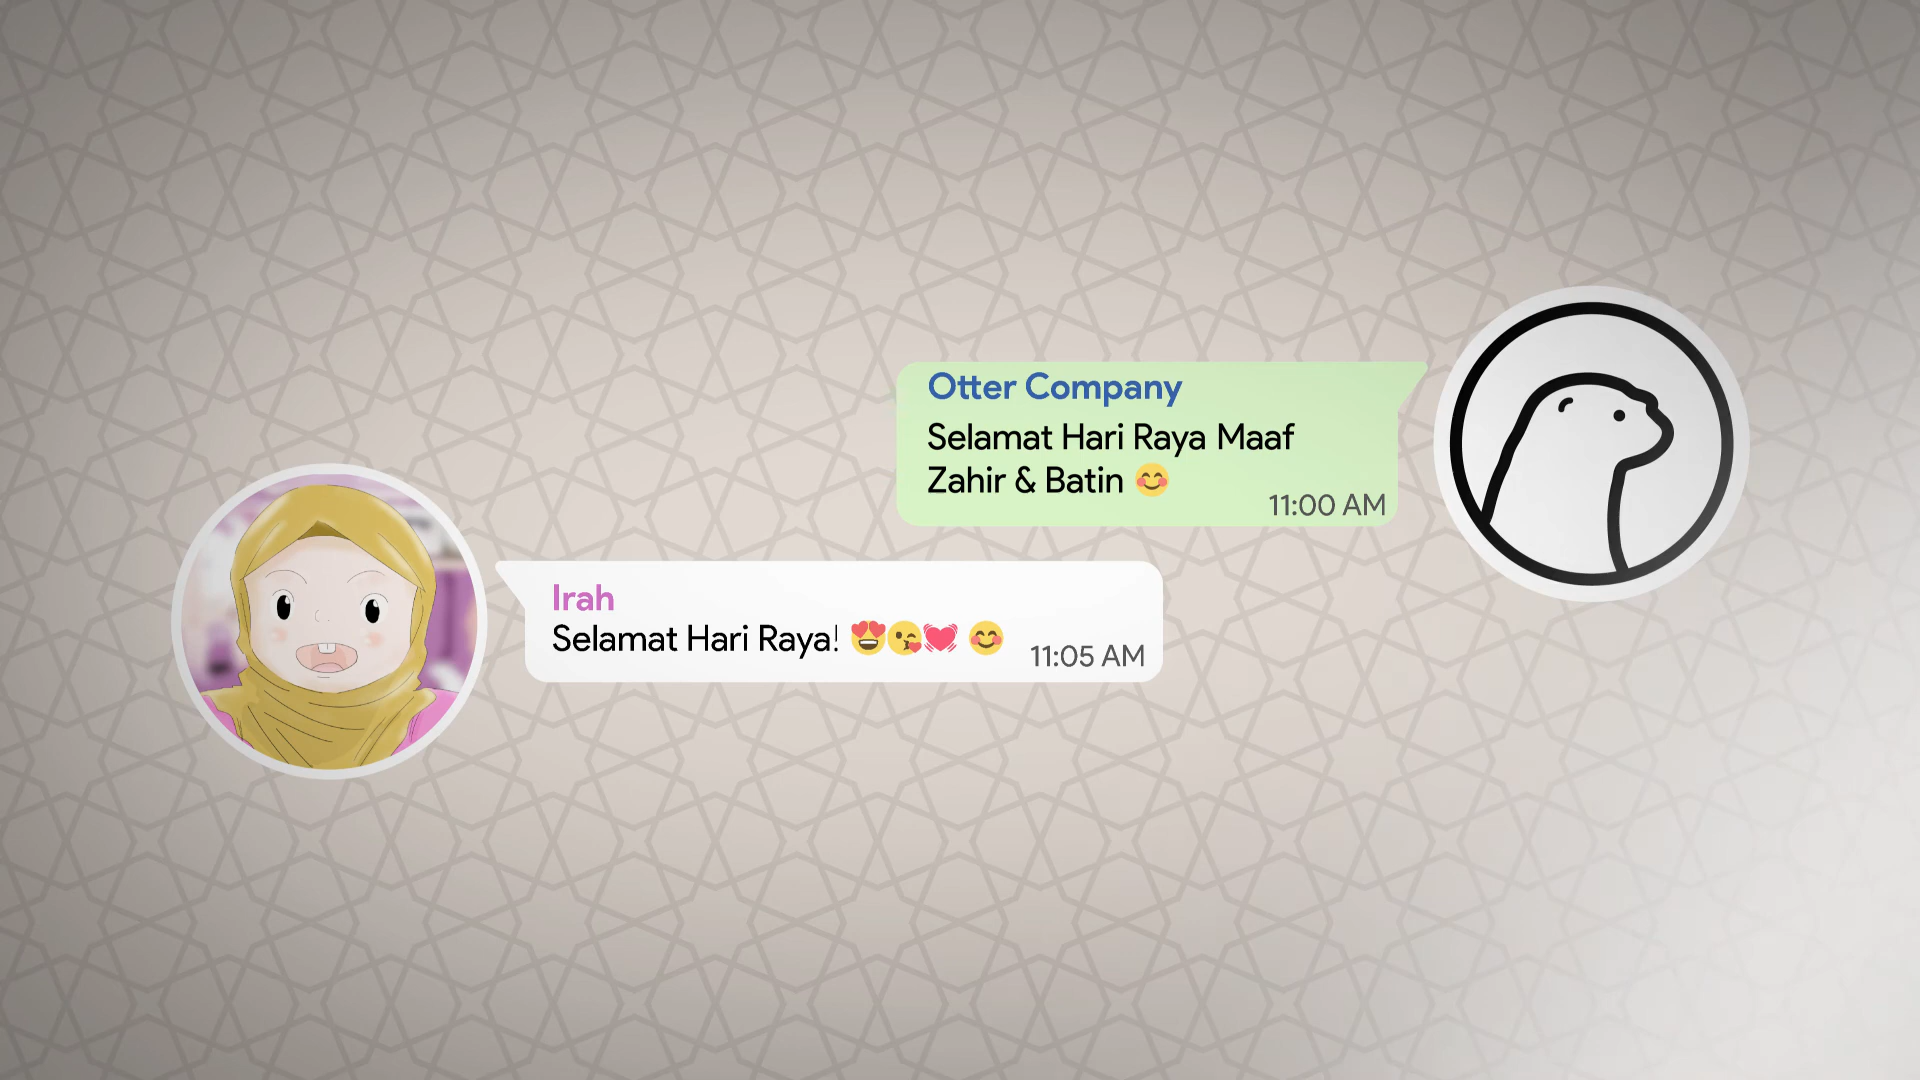 Otter Company
Selamat Hari Raya Maaf
Zahir & Batin 😊
11:00 AM
Irah
Selamat Hari Raya! 😍😘💓 😊
11:05 AM